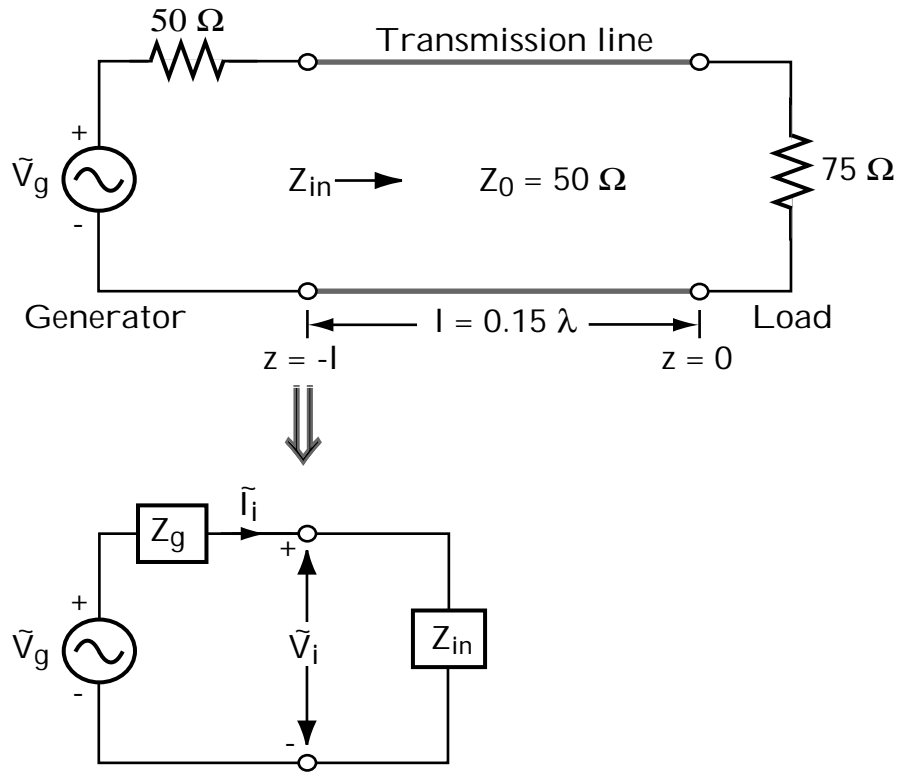 50 Ω
Transmission line
+
Ṽg
-
Zin
Z0 = 50 Ω
75 Ω
Generator
l = 0.15 λ
Load
z = -l
z = 0
Zg
Ĩi
+
+
Ṽg
-
Ṽi
Zin
-